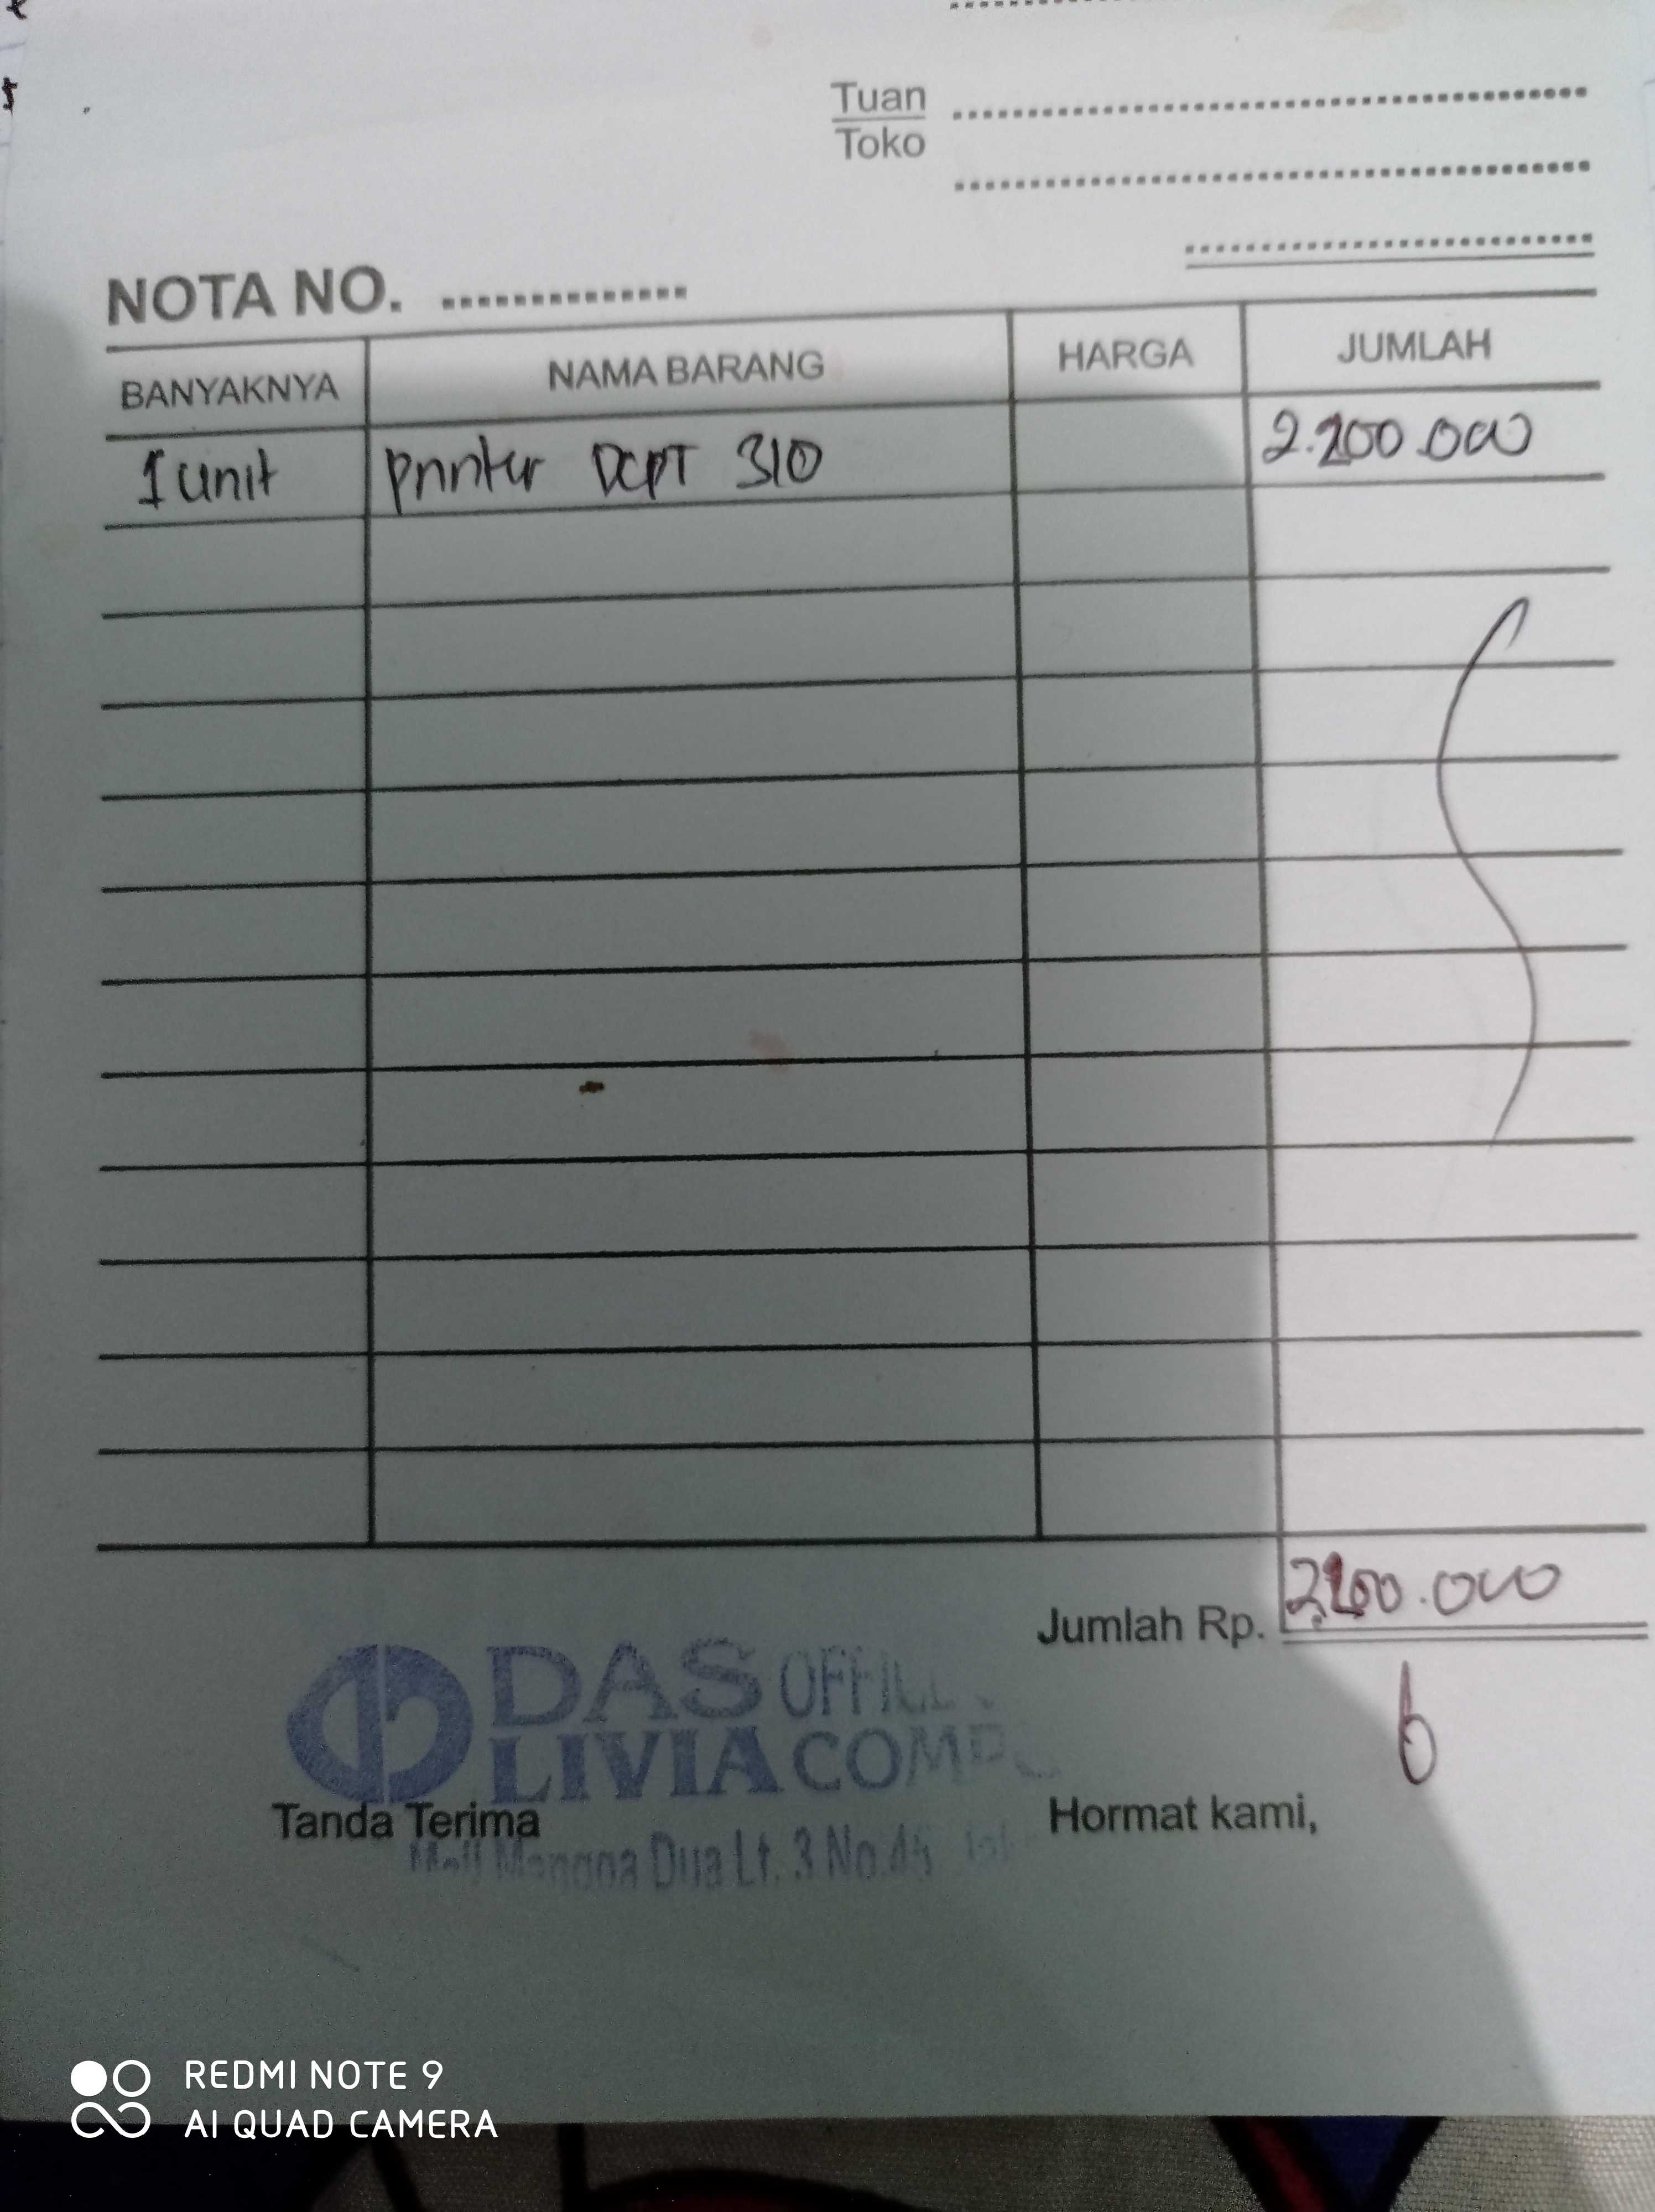 Tuan
Toko
NOTA NO.
BANYAKNYA NAMA BARANG HARGA JUMLAH
1 unit printer DCPT 310 2.200.000
Jumlah Rp. 2.200.000
DAS OFFICE
LIVIA COMP
Tanda Terima Hormat kami,
Mall Mangga Dua Lt. 3 No.45
REDMI NOTE 9
AI QUAD CAMERA